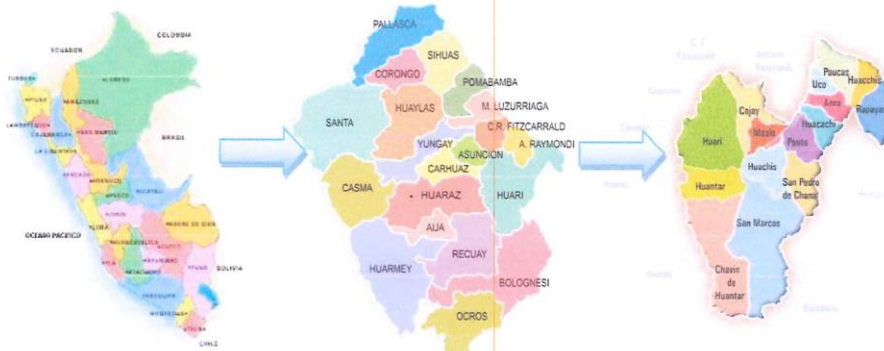 COLOMBIA
ECUADOR
TUMBES
LORETO
PIURA
AMAZONAS
LAMBAYEQUE
CAJAMARCA
SAN MARTIN
LA LIBERTAD
BRASIL
ANCASH
HUANUCO
UCAYALI
PASCO
JUNIN
OCEANO PACIFICO
LIMA
MADRE DE DIOS
HUANCAVELICA
CUSCO
ICA
APURIMAC
AYACUCHO
PUNO
BOLIVIA
AREQUIPA
MOQUEGUA
TACNA
CHILE
PALLASCA
SIHUAS
CORONGO
POMABAMBA
SANTA
HUAYLAS
M. LUZURRIAGA
C.R. FITZCARRALD
YUNGAY
A. RAYMONDI
ASUNCION
CARHUAZ
CASMA
HUARAZ
HUARI
AIJA
RECUAY
HUARMEY
BOLOGNESI
OCROS
Paucas
Huacchis
Uco
Cajay
Anra
Rapayan
Huari
Masin
Huacachi
Ponto
Huachis
Huantar
San Pedro
de Chana
San Marcos
Chavin
de
Huantar